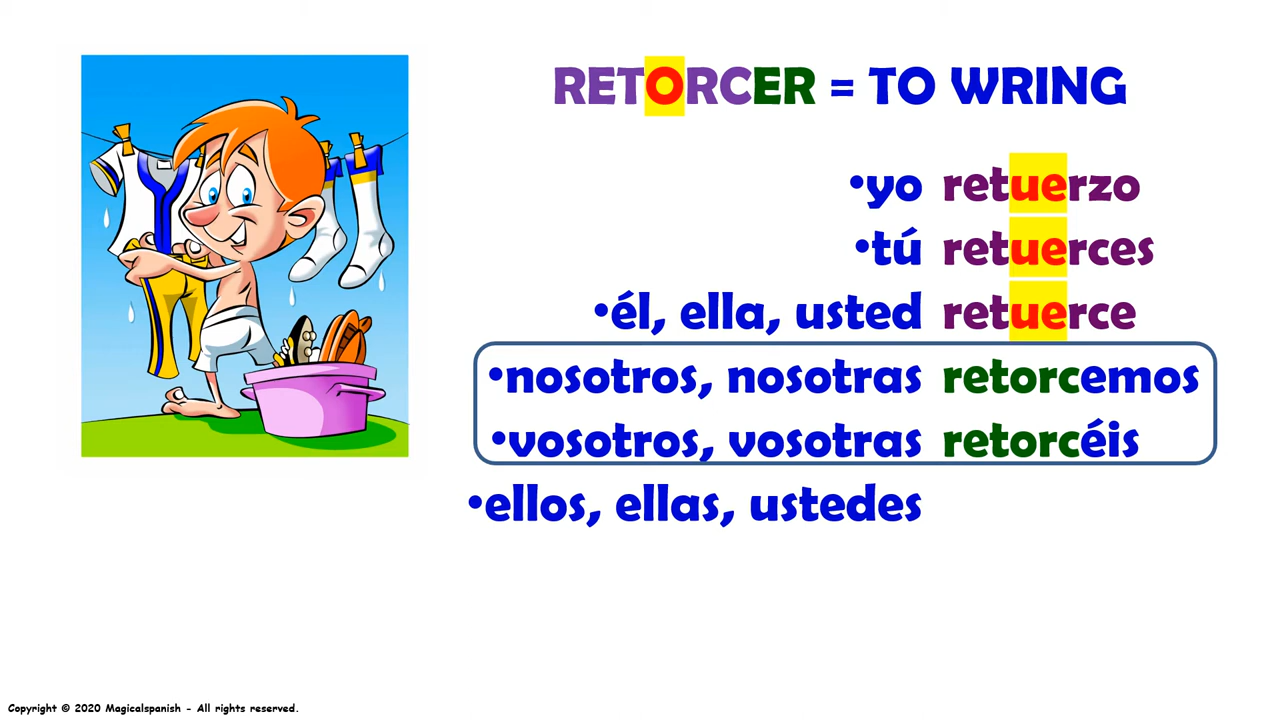 RETORCER = TO WRING
•yo retuerzo
•tú retuerces
•él, ella, usted retuerce
•nosotros, nosotras retorcemos
•vosotros, vosotras retorcéis
•ellos, ellas, ustedes
Copyright © 2020 Magicalspanish - All rights reserved.